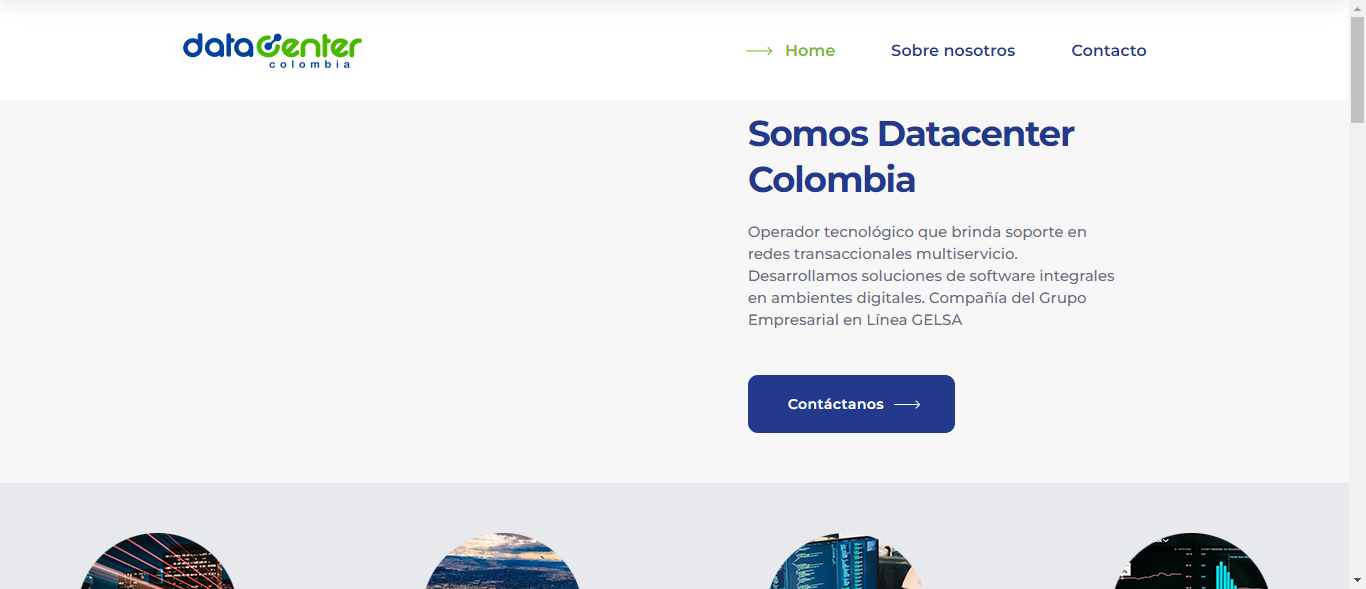 datacenter
colombia
Home
Sobre nosotros
Contacto
Somos Datacenter
Colombia
Operador tecnológico que brinda soporte en
redes transaccionales multiservicio.
Desarrollamos soluciones de software integrales
en ambientes digitales. Compañía del Grupo
Empresarial en Línea GELSA
Contáctanos